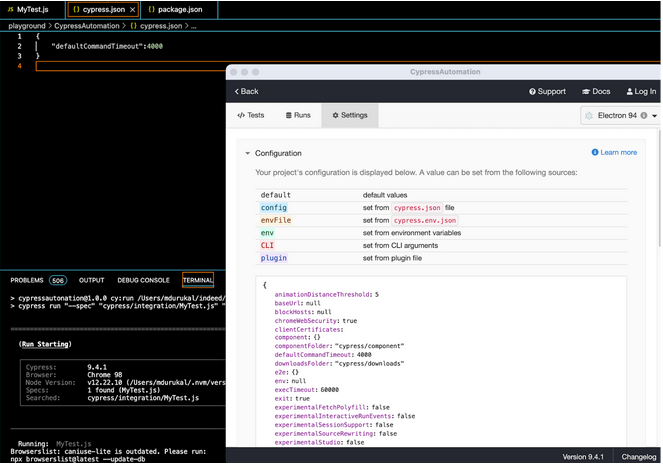 JS MyTest.js
{} cypress.json ×
{} package.json
playground > CypressAutomation > {} cypress.json > ...
1 {
2 "defaultCommandTimeout":4000
3 }
4
CypressAutomation
< Back
Support
Docs
Log In
</> Tests
Runs
Settings
Electron 94
Configuration
Learn more
Your project's configuration is displayed below. A value can be set from the following sources:
default default values
config set from cypress.json file
envFile set from cypress.env.json
env set from environment variables
CLI set from CLI arguments
plugin set from plugin file
{
animationDistanceThreshold: 5
baseUrl: null
blockHosts: null
chromeWebSecurity: true
clientCertificates:
component: {}
componentFolder: "cypress/component"
defaultCommandTimeout: 4000
downloadsFolder: "cypress/downloads"
e2e: {}
env: null
execTimeout: 60000
exit: true
experimentalFetchPolyfill: false
experimentalInteractiveRunEvents: false
experimentalSessionSupport: false
experimentalSourceRewriting: false
experimentalStudio: false
Version 9.4.1
Changelog
PROBLEMS 506 OUTPUT DEBUG CONSOLE TERMINAL
> cypressautonation@1.0.0 cy:run /Users/mdurukal/indeed/
> cypress run "--spec" "cypress/integration/MyTest.js" "
(Run Starting)
Cypress: 9.4.1
Browser: Chrome 98
Node Version: v12.22.10 (/Users/mdurukal/.nvm/vers
Specs: 1 found (MyTest.js)
Searched: cypress/integration/MyTest.js
Running: MyTest.js
Browserslist: caniuse-lite is outdated. Please run:
npx browserslist@latest --update-db